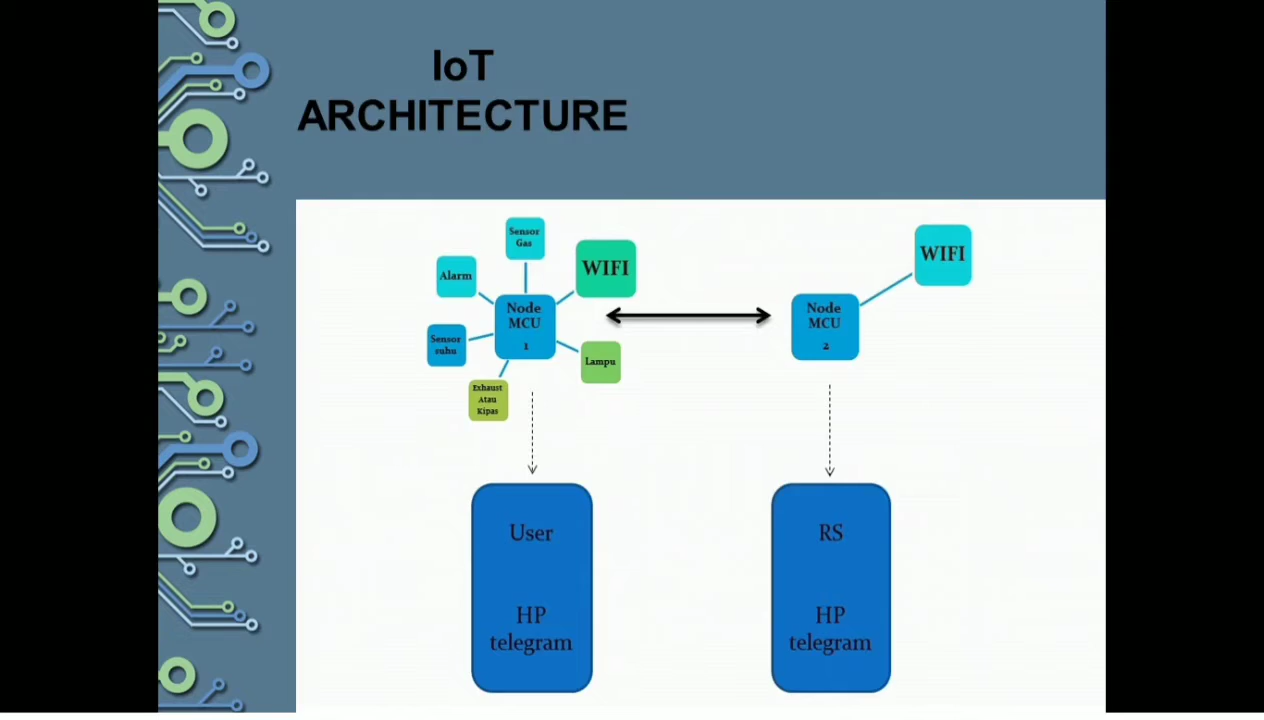 IoT
ARCHITECTURE
Sensor
Gas
Alarm
WIFI
Node
MCU
1
Sensor
suhu
Lampu
Exhaust
Atau
Kipas
WIFI
Node
MCU
2
User
HP
telegram
RS
HP
telegram